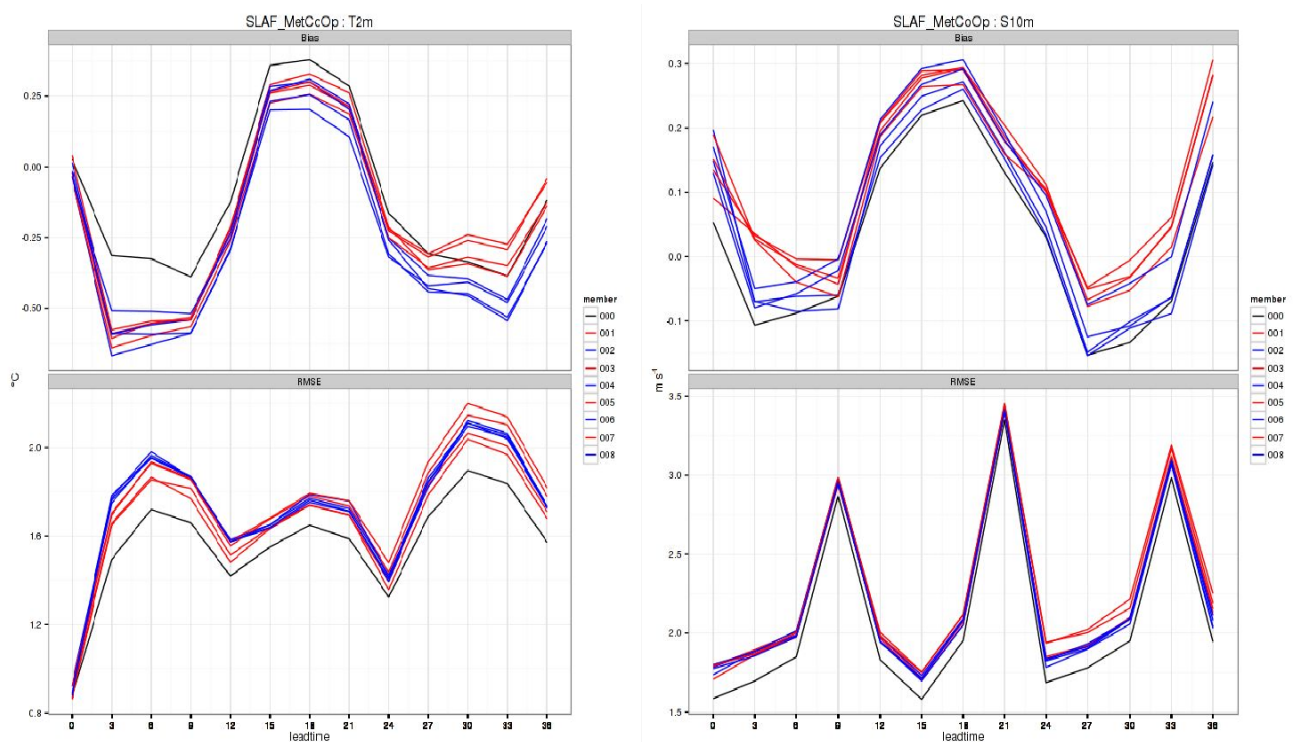 SLAF_MetCcOp : T2m
Bias
0.25
0.00
-0.25
-0.50
RMSE
2.0
1.6
1.2
0.8
0 3 6 9 12 15 18 21 24 27 30 33 36
leadtime
°C
member
000
001
002
003
004
005
006
007
008
SLAF_MetCoOp : S10m
Bias
0.3
0.2
0.1
0.0
-0.1
RMSE
3.5
3.0
2.5
2.0
1.5
0 3 6 9 12 15 18 21 24 27 30 33 36
leadtime
m s⁻¹
member
000
001
002
003
004
005
006
007
008